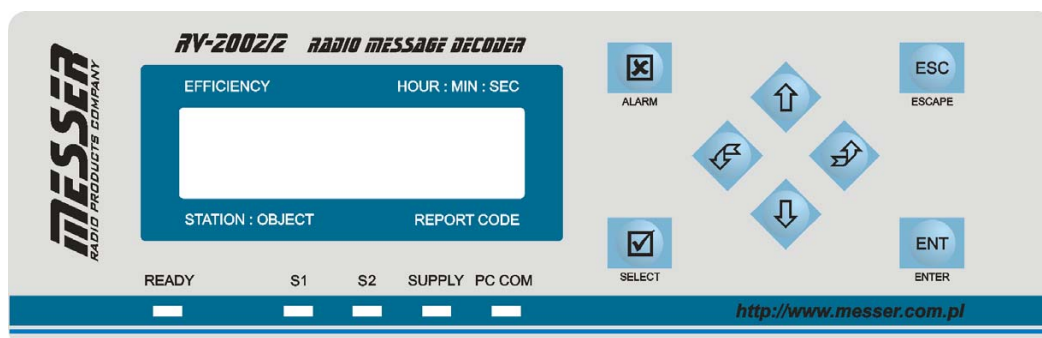 MESSER
RADIO PRODUCTS COMPANY
RV-2002/2 RADIO MESSAGE DECODER
EFFICIENCY HOUR : MIN : SEC
STATION : OBJECT REPORT CODE
READY S1 S2 SUPPLY PC COM
ALARM
ESC
ESCAPE
SELECT
ENT
ENTER
http://www.messer.com.pl